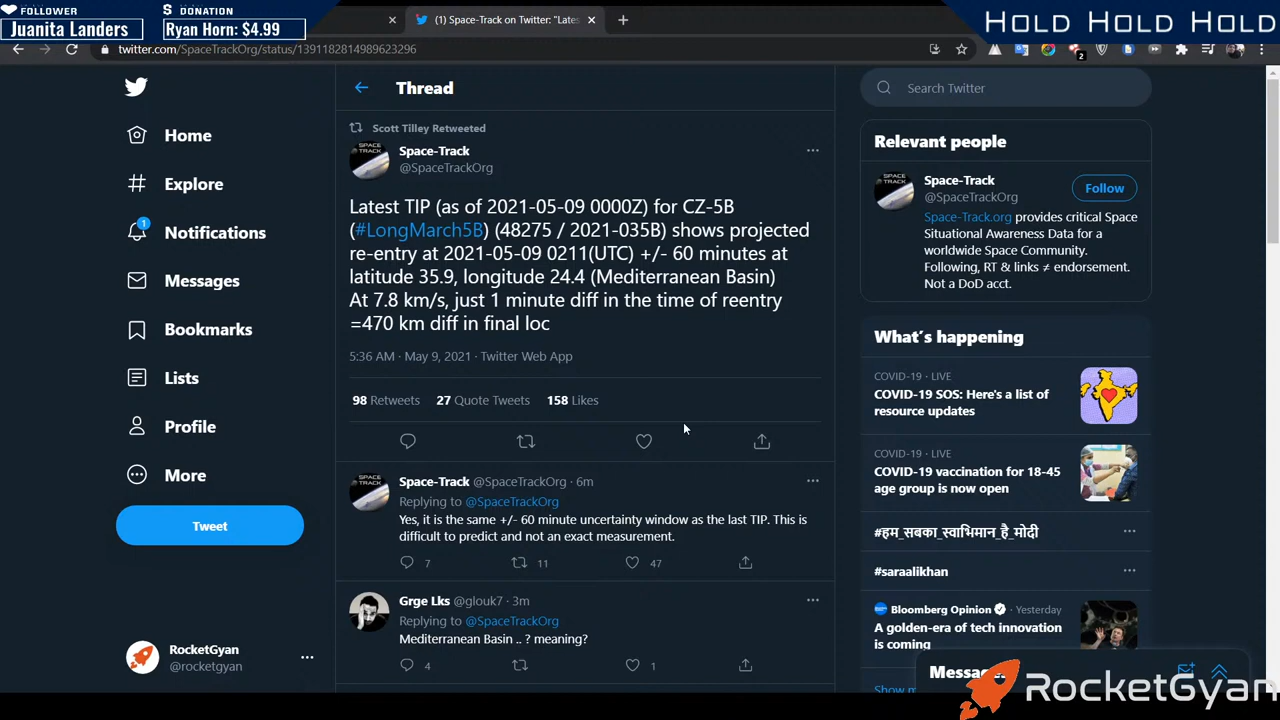 FOLLOWER
Juanita Landers
$ DONATION
Ryan Horn: $4.99
HOLD HOLD HOLD
(1) Space-Track on Twitter: "Lates
twitter.com/SpaceTrackOrg/status/1391182814989623296
2
Home
Explore
1
Notifications
Messages
Bookmarks
Lists
Profile
More
Tweet
RocketGyan
@rocketgyan
Thread
Scott Tilley Retweeted
SPACE TRACK
Space-Track
@SpaceTrackOrg
Latest TIP (as of 2021-05-09 0000Z) for CZ-5B
(#LongMarch5B) (48275 / 2021-035B) shows projected
re-entry at 2021-05-09 0211(UTC) +/- 60 minutes at
latitude 35.9, longitude 24.4 (Mediterranean Basin)
At 7.8 km/s, just 1 minute diff in the time of reentry
=470 km diff in final loc
5:36 AM · May 9, 2021 · Twitter Web App
98 Retweets 27 Quote Tweets 158 Likes
SPACE TRACK
Space-Track @SpaceTrackOrg · 6m
Replying to @SpaceTrackOrg
Yes, it is the same +/- 60 minute uncertainty window as the last TIP. This is
difficult to predict and not an exact measurement.
7 11 47
Grge Lks @glouk7 · 3m
Replying to @SpaceTrackOrg
Mediterranean Basin .. ? meaning?
4 1
Search Twitter
Relevant people
SPACE TRACK
Space-Track
@SpaceTrackOrg
Follow
Space-Track.org provides critical Space
Situational Awareness Data for a
worldwide Space Community.
Following, RT & links ≠ endorsement.
Not a DoD acct.
What's happening
COVID-19 · LIVE
COVID-19 SOS: Here's a list of
resource updates
COVID-19 · LIVE
COVID-19 vaccination for 18-45
age group is now open
#हम_सबका_स्वाभिमान_है_मोदी
#saraalikhan
Bloomberg Opinion · Yesterday
A golden-era of tech innovation
is coming
Show
Messa
RocketGyan